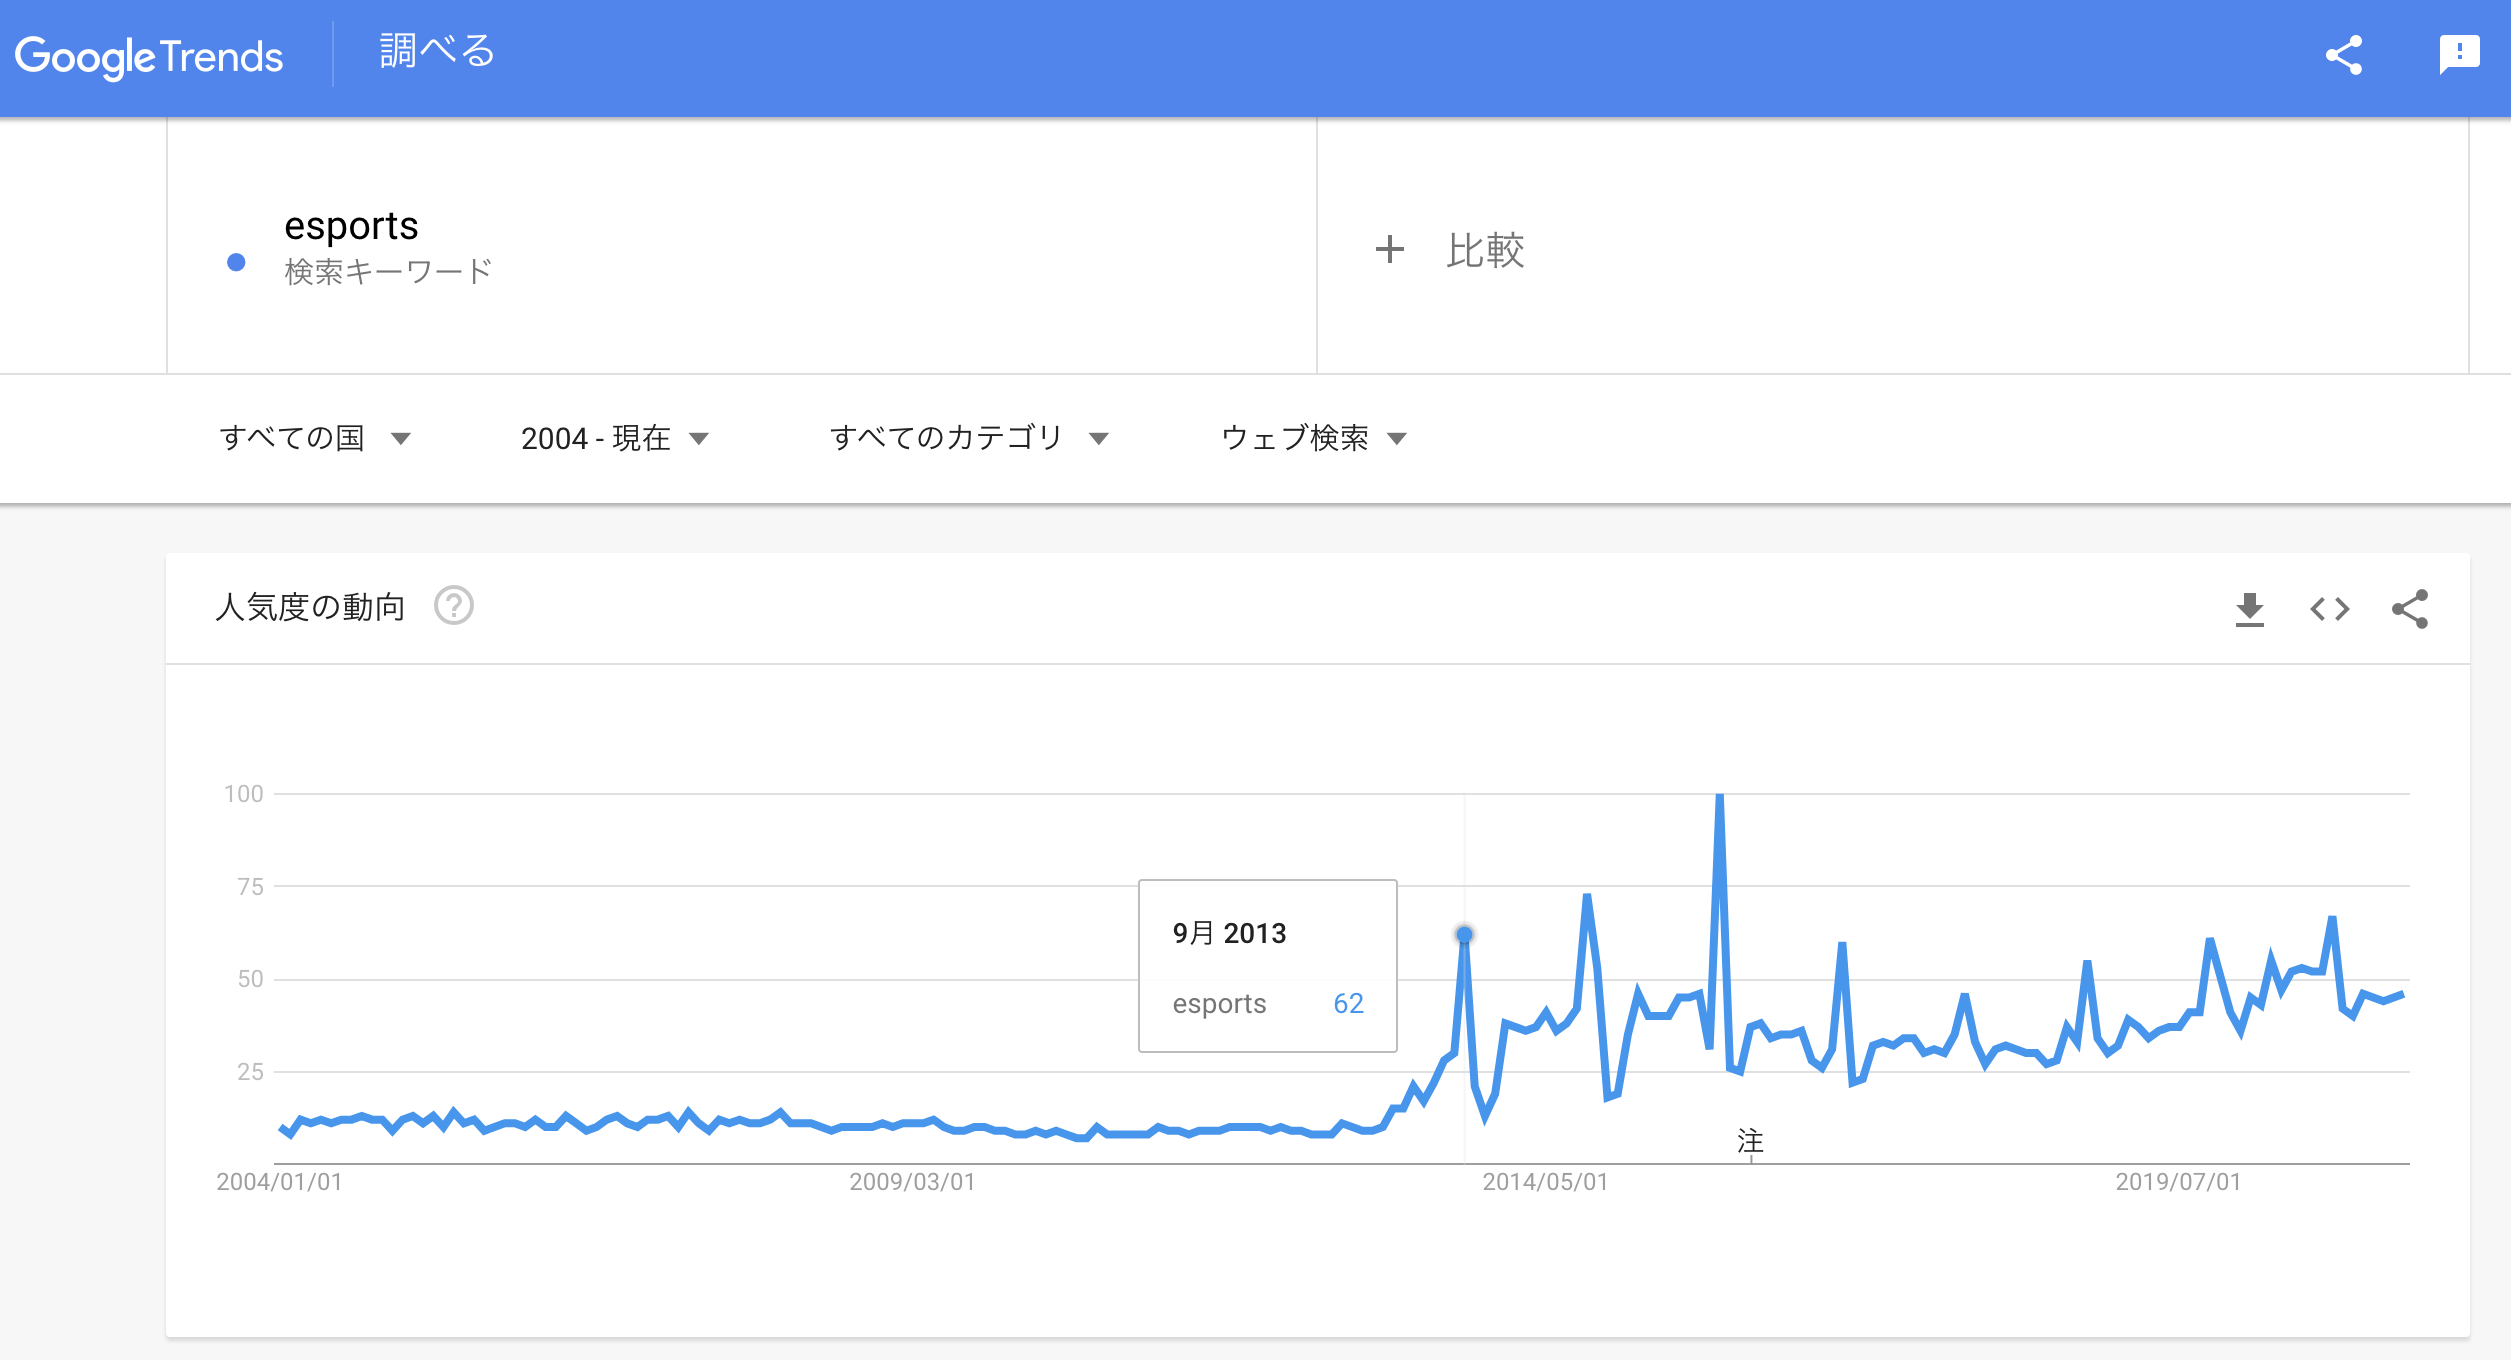 Google Trends 調べる
esports
検索キーワード
+ 比較
すべての国 2004 - 現在 すべてのカテゴリ ウェブ検索
人気度の動向 ?
100
75
50
25
9月 2013
esports 62
注
2004/01/01 2009/03/01 2014/05/01 2019/07/01